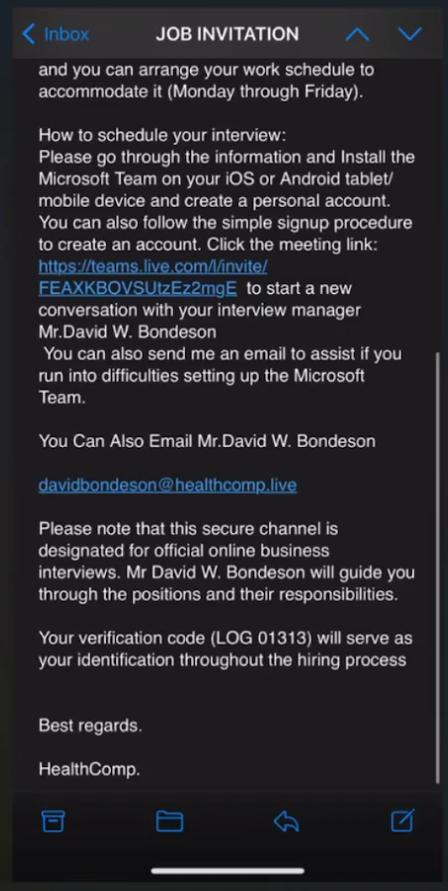 Inbox
JOB INVITATION
and you can arrange your work schedule to
accommodate it (Monday through Friday).
How to schedule your interview:
Please go through the information and Install the
Microsoft Team on your iOS or Android tablet/
mobile device and create a personal account.
You can also follow the simple signup procedure
to create an account. Click the meeting link:
https://teams.live.com/l/invite/
FEAXKBOVSUtzEz2mgE to start a new
conversation with your interview manager
Mr.David W. Bondeson
You can also send me an email to assist if you
run into difficulties setting up the Microsoft
Team.
You Can Also Email Mr.David W. Bondeson
davidbondeson@healthcomp.live
Please note that this secure channel is
designated for official online business
interviews. Mr David W. Bondeson will guide you
through the positions and their responsibilities.
Your verification code (LOG 01313) will serve as
your identification throughout the hiring process
Best regards.
HealthComp.